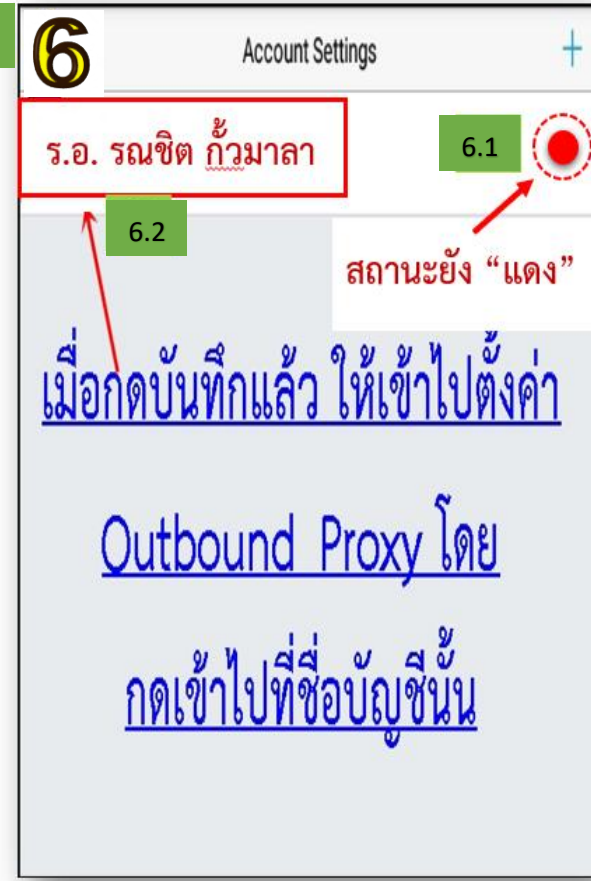 6
Account Settings +
ร.อ. รณชิต กั้วมาลา
6.1
6.2
สถานะยัง “แดง”
เมื่อกดบันทึกแล้ว ให้เข้าไปตั้งค่า
Outbound Proxy โดย
กดเข้าไปที่ชื่อบัญชีนั้น